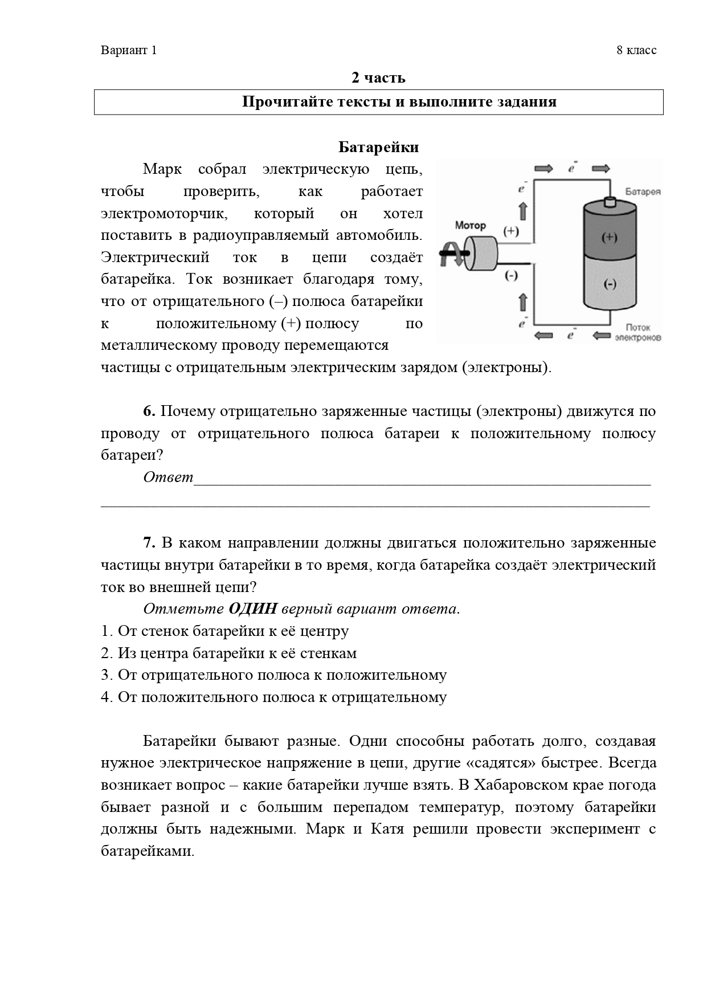 Вариант 1
8 класс
2 часть
Прочитайте тексты и выполните задания
Батарейки
Марк собрал электрическую цепь,
чтобы проверить, как работает
электромоторчик, который он хотел
поставить в радиоуправляемый автомобиль.
Электрический ток в цепи создаёт
батарейка. Ток возникает благодаря тому,
что от отрицательного (–) полюса батарейки
к положительному (+) полюсу по
металлическому проводу перемещаются
частицы с отрицательным электрическим зарядом (электроны).
e⁻
e⁻
Батарея
Мотор
(+)
(+)
(-)
(-)
e⁻
e⁻
Поток
электронов
6. Почему отрицательно заряженные частицы (электроны) движутся по
проводу от отрицательного полюса батареи к положительному полюсу
батареи?
Ответ
7. В каком направлении должны двигаться положительно заряженные
частицы внутри батарейки в то время, когда батарейка создаёт электрический
ток во внешней цепи?
Отметьте ОДИН верный вариант ответа.
1. От стенок батарейки к её центру
2. Из центра батарейки к её стенкам
3. От отрицательного полюса к положительному
4. От положительного полюса к отрицательному
Батарейки бывают разные. Одни способны работать долго, создавая
нужное электрическое напряжение в цепи, другие «садятся» быстрее. Всегда
возникает вопрос – какие батарейки лучше взять. В Хабаровском крае погода
бывает разной и с большим перепадом температур, поэтому батарейки
должны быть надежными. Марк и Катя решили провести эксперимент с
батарейками.